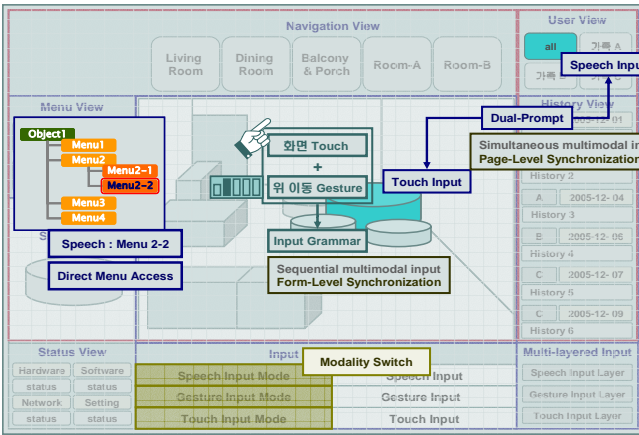 Navigation View
Living
Room
Dining
Room
Balcony
& Porch
Room-A
Room-B
User View
all
가족 A
가족
Speech Inpu
Menu View
Object1
Menu1
Menu2
Menu2-1
Menu2-2
Menu3
Menu4
Speech : Menu 2-2
Direct Menu Access
화면 Touch
+
위 이동 Gesture
Input Grammar
Sequential multimodal input
Form-Level Synchronization
Touch Input
Dual-Prompt
Simultaneous multimodal in
Page-Level Synchronization
History View
2005-12-01
History 2
A
2005-12- 04
History 3
B
2005-12- 06
History 4
C
2005-12- 07
History 5
C
2005-12- 09
History 6
Status View
Hardware
Software
status
status
Network
Setting
status
status
Input
Modality Switch
Speech Input Mode
Speech Input
Gesture Input Mode
Gesture Input
Touch Input Mode
Touch Input
Multi-layered Input
Speech Input Layer
Gesture Input Layer
Touch Input Layer